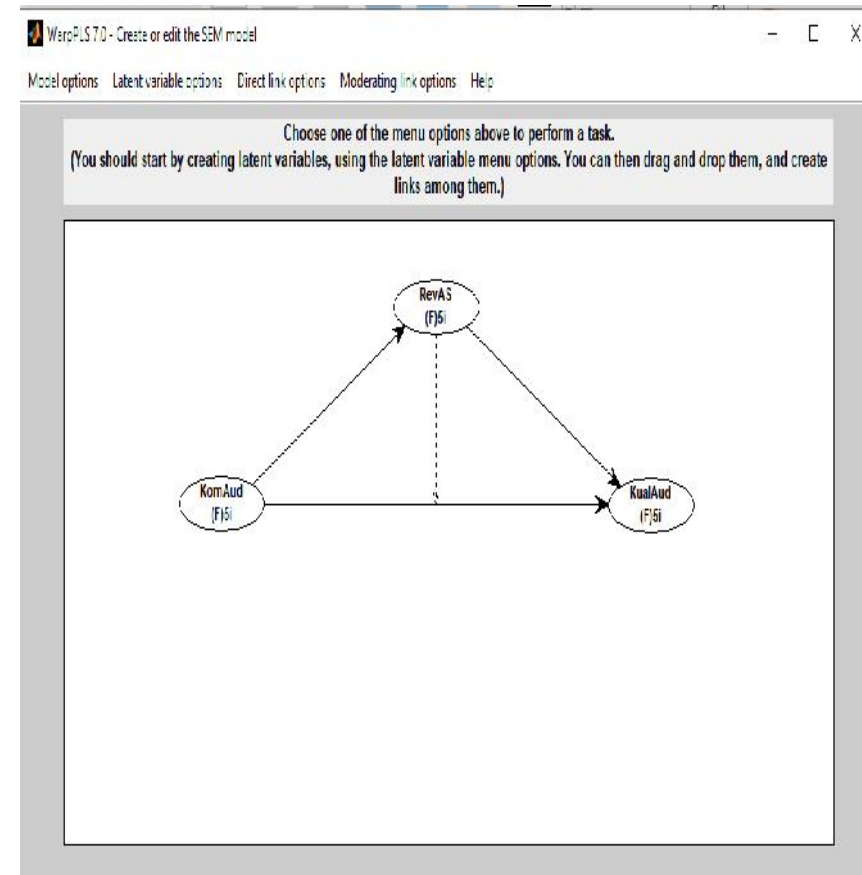 WarpPLS 7.0 - Create or edit the SEM model
Model options Latent variable options Direct link options Moderating link options Help
Choose one of the menu options above to perform a task.
(You should start by creating latent variables, using the latent variable menu options. You can then drag and drop them, and create
links among them.)
RevAS
(F)5i
KomAud
(F)5i
KualAud
(F)5i